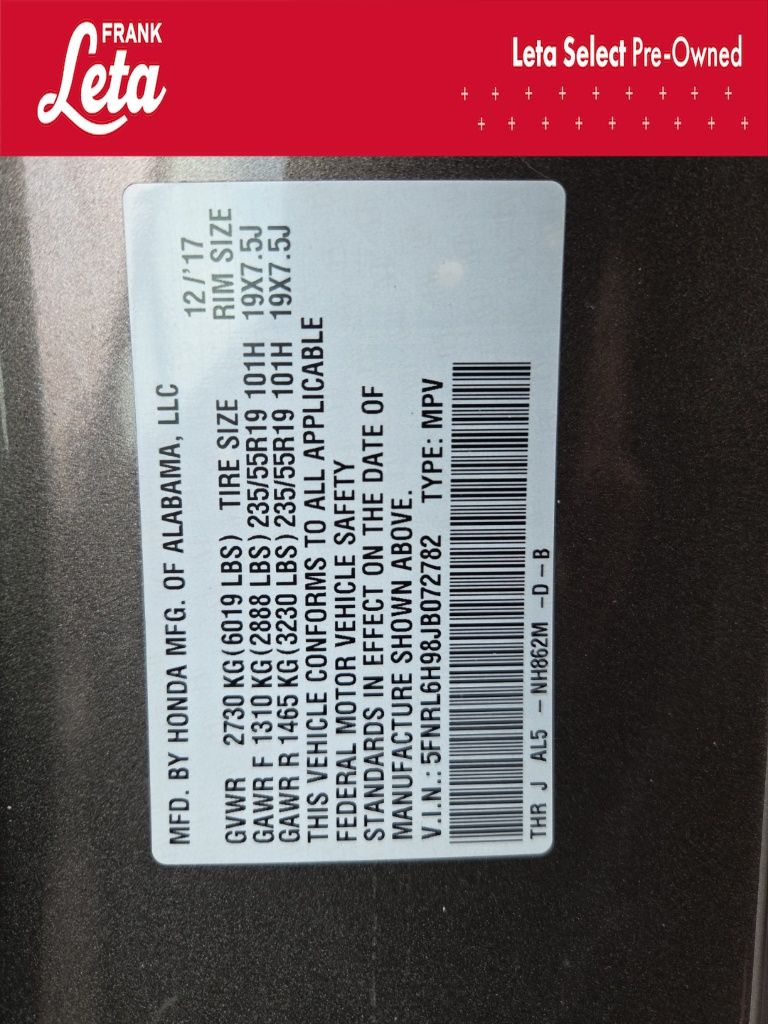 FRANK
Leta
Leta Select Pre-Owned
MFD. BY HONDA MFG. OF ALABAMA, LLC 12/'17
GVWR 2730 KG(6019 LBS) TIRE SIZE RIM SIZE
GAWR F 1310 KG(2888 LBS)235/55R19 101H 19X7.5J
GAWR R 1465 KG(3230 LBS)235/55R19 101H 19X7.5J
THIS VEHICLE CONFORMS TO ALL APPLICABLE
FEDERAL MOTOR VEHICLE SAFETY
STANDARDS IN EFFECT ON THE DATE OF
MANUFACTURE SHOWN ABOVE.
V.I.N.: 5FNRL6H98JB072782 TYPE: MPV
THR J AL5 -NH862M -D-B